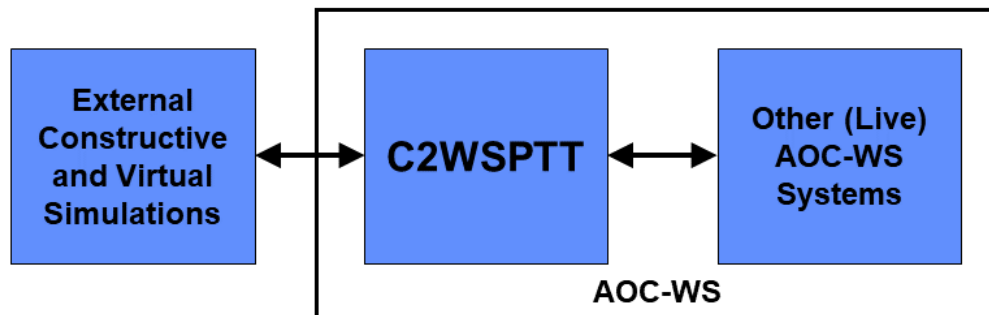 External
Constructive
and Virtual
Simulations
C2WSPTT
Other (Live)
AOC-WS
Systems
AOC-WS